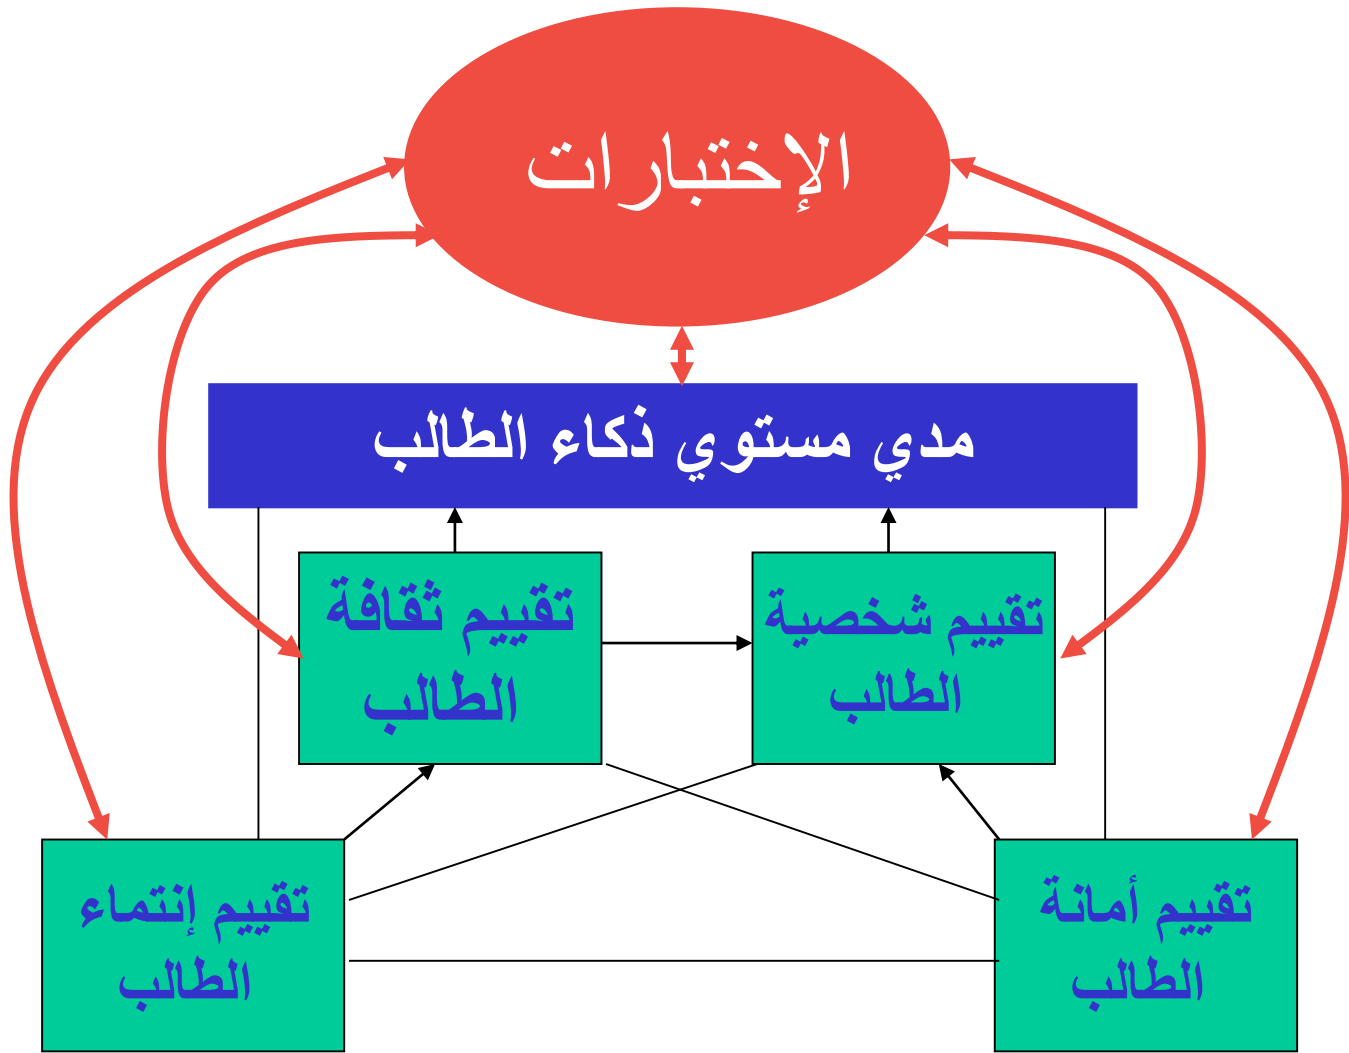 الإختبارات
مدي مستوي ذكاء الطالب
تقييم شخصية
الطالب
تقييم ثقافة
الطالب
تقييم أمانة
الطالب
تقييم إنتماء
الطالب